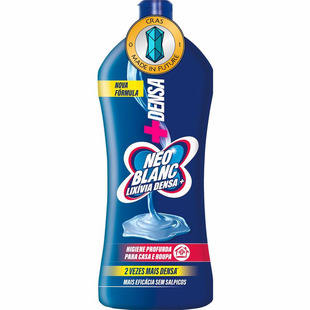 CRAS
MADE IN FUTURE
NOVA
FÓRMULA
+DENSA
NEO
BLANC
LIXÍVIA DENSA+
HIGIENE PROFUNDA
PARA CASA E ROUPA
2 VEZES MAIS DENSA
MAIS EFICÁCIA SEM SALPICOS